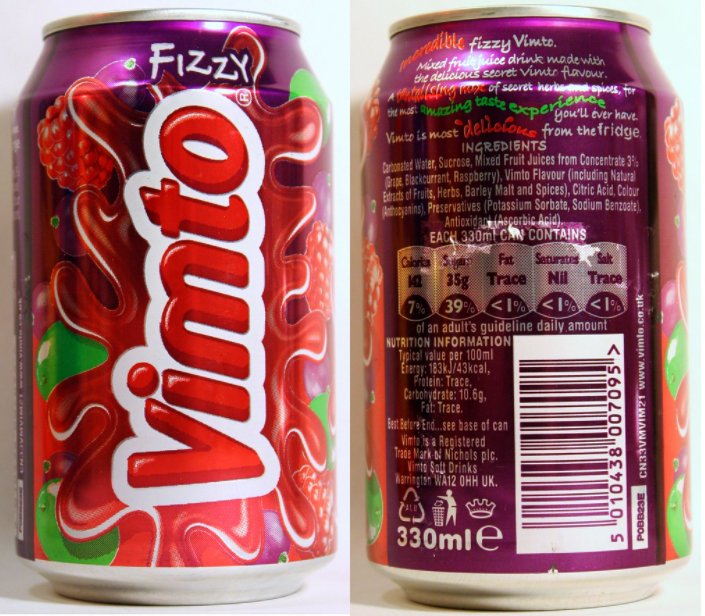 Fizzy
Vimto
®
incredible fizzy Vimto.
Mixed fruit juice drink made with
the delicious secret Vimto flavour.
A tantalising mix of secret herbs and spices, for
the most amazing taste experience
you'll ever have.
Vimto is most delicious from the fridge.
INGREDIENTS
Carbonated Water, Sucrose, Mixed Fruit Juices from Concentrate 3%
(Grape, Blackcurrant, Raspberry), Vimto Flavour (including Natural
Extracts of Fruits, Herbs, Barley Malt and Spices), Citric Acid, Colour
(Anthocyanins), Preservatives (Potassium Sorbate, Sodium Benzoate),
Antioxidant (Ascorbic Acid).
EACH 330ml CAN CONTAINS
Calories Sugars Fat Saturates Salt
35g Trace Nil Trace
7% 39% <1% <1% <1%
of an adult's guideline daily amount
NUTRITION INFORMATION
Typical value per 100ml
Energy: 183kJ/43kcal,
Protein: Trace,
Carbohydrate: 10.6g,
Fat: Trace.
Best Before End...see base of can
Vimto is a Registered
Trade Mark of Nichols plc.
Vimto Soft Drinks
Warrington WA12 0HH UK.
ALU
330ml e
5 010438 007095 >
P0BB23E
CN33VMVIM21 www.vimto.co.uk